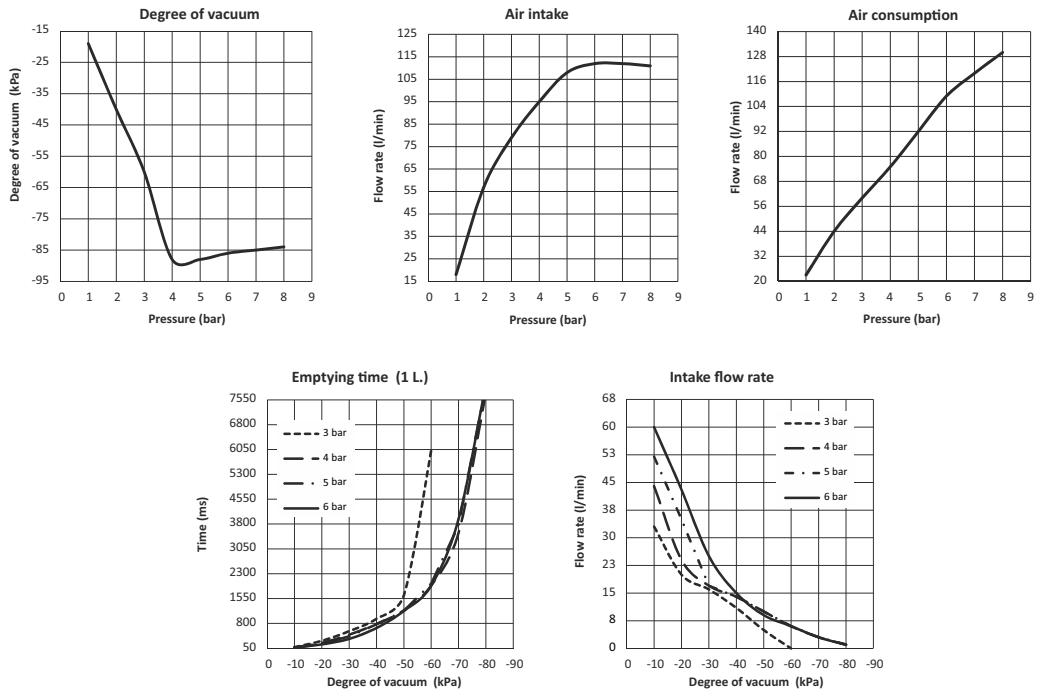 Degree of vacuum
Degree of vacuum (kPa)
-15
-25
-35
-45
-55
-65
-75
-85
-95
0 1 2 3 4 5 6 7 8 9
Pressure (bar)
Air intake
Flow rate (l/min)
125
115
105
95
85
75
65
55
45
35
25
15
0 1 2 3 4 5 6 7 8 9
Pressure (bar)
Air consumption
Flow rate (l/min)
140
128
116
104
92
80
68
56
44
32
20
0 1 2 3 4 5 6 7 8 9
Pressure (bar)
Emptying time (1 L.)
Time (ms)
7550
6800
6050
5300
4550
3800
3050
2300
1550
800
50
3 bar
4 bar
5 bar
6 bar
0 -10 -20 -30 -40 -50 -60 -70 -80 -90
Degree of vacuum (kPa)
Intake flow rate
Flow rate (l/min)
68
60
53
45
38
30
23
15
8
0
3 bar
4 bar
5 bar
6 bar
0 -10 -20 -30 -40 -50 -60 -70 -80 -90
Degree of vacuum (kPa)